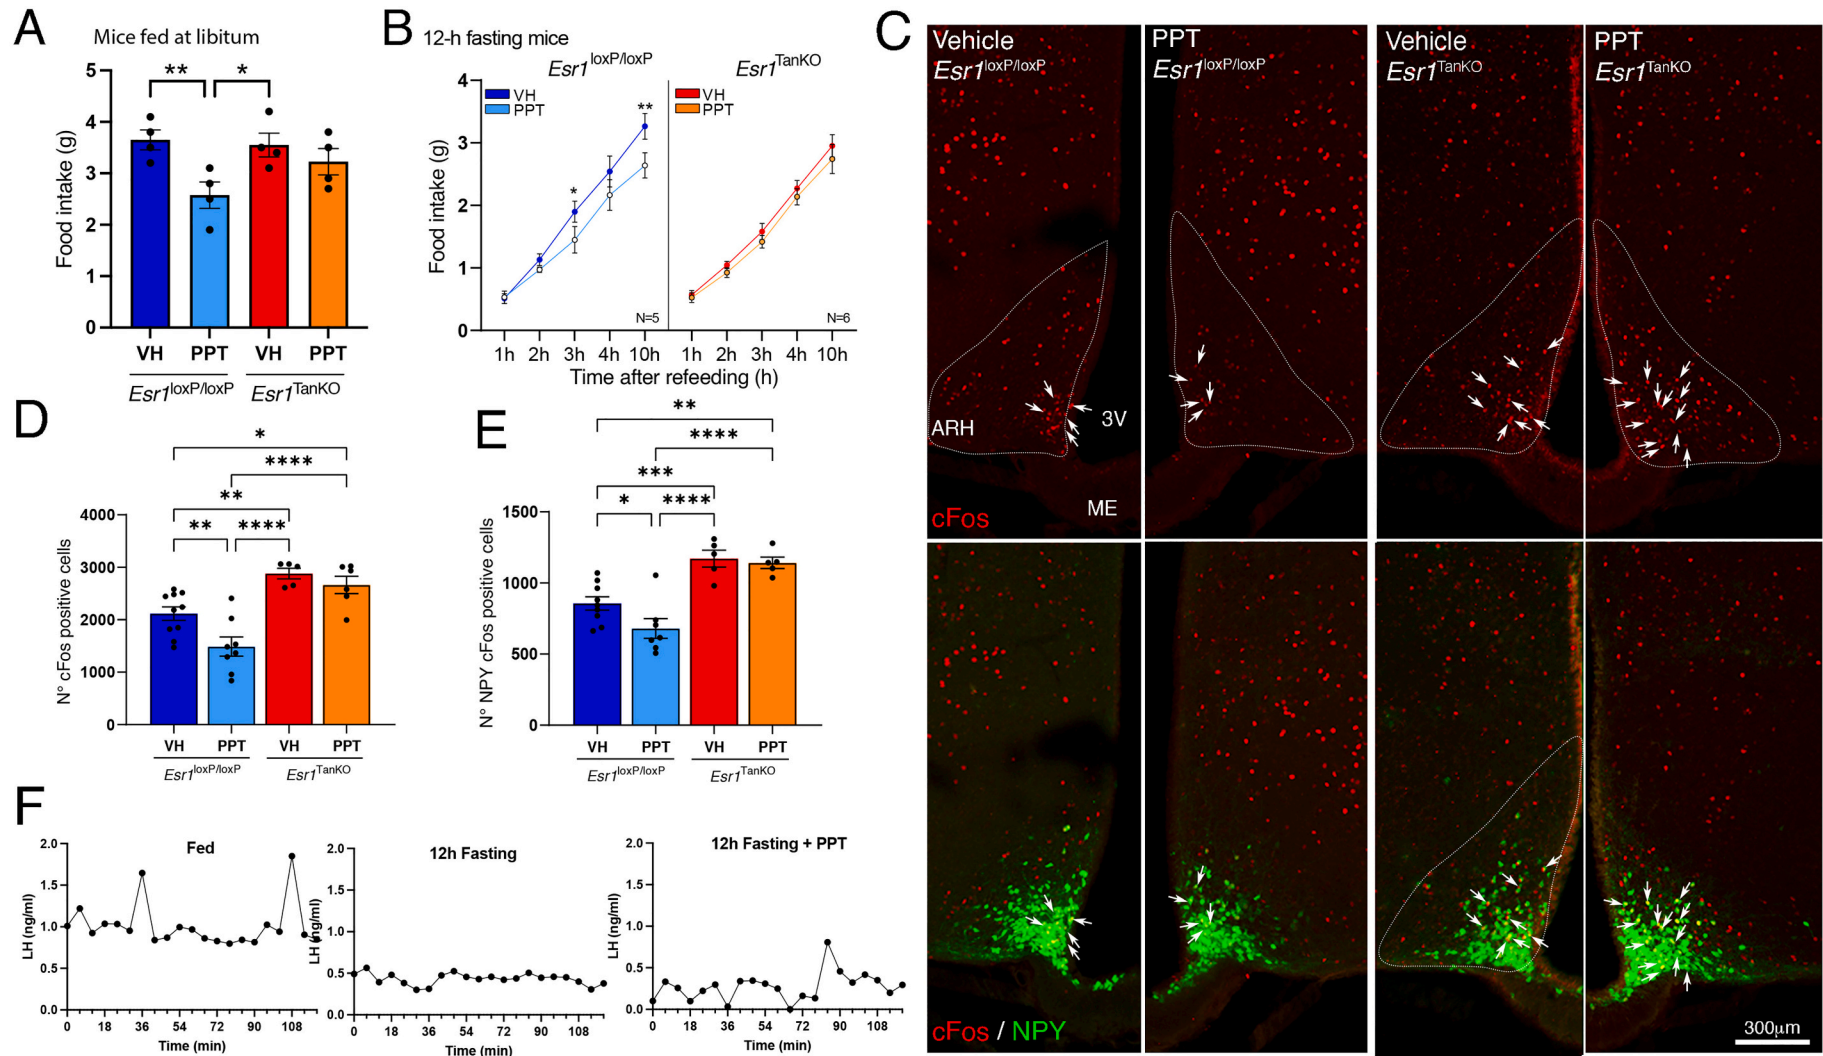 A
Mice fed at libitum
Food intake (g)
5
4
3
2
1
0
**
*
VH
PPT
VH
PPT
Esr1loxP/loxP
Esr1TanKO
B
12-h fasting mice
Esr1loxP/loxP
Esr1TanKO
VH
PPT
VH
PPT
Food intake (g)
4
3
2
1
0
*
**
N=5
N=6
1h
2h
3h
4h
10h
1h
2h
3h
4h
10h
Time after refeeding (h)
C
Vehicle
Esr1loxP/loxP
PPT
Esr1loxP/loxP
Vehicle
Esr1TanKO
PPT
Esr1TanKO
ARH
3V
ME
cFos
cFos / NPY
300μm
D
N° cFos positive cells
4000
3000
2000
1000
0
*
****
**
**
****
VH
PPT
VH
PPT
Esr1loxP/loxP
Esr1TanKO
E
N° NPY cFos positive cells
1500
1000
500
0
**
****
***
*
****
VH
PPT
VH
PPT
Esr1loxP/loxP
Esr1TanKO
F
Fed
LH (ng/ml)
2.0
1.5
1.0
0.5
0.0
0
18
36
54
72
90
108
Time (min)
12h Fasting
LH (ng/ml)
2.0
1.5
1.0
0.5
0.0
0
18
36
54
72
90
108
Time (min)
12h Fasting + PPT
LH (ng/ml)
2.0
1.5
1.0
0.5
0.0
0
18
36
54
72
90
108
Time (min)